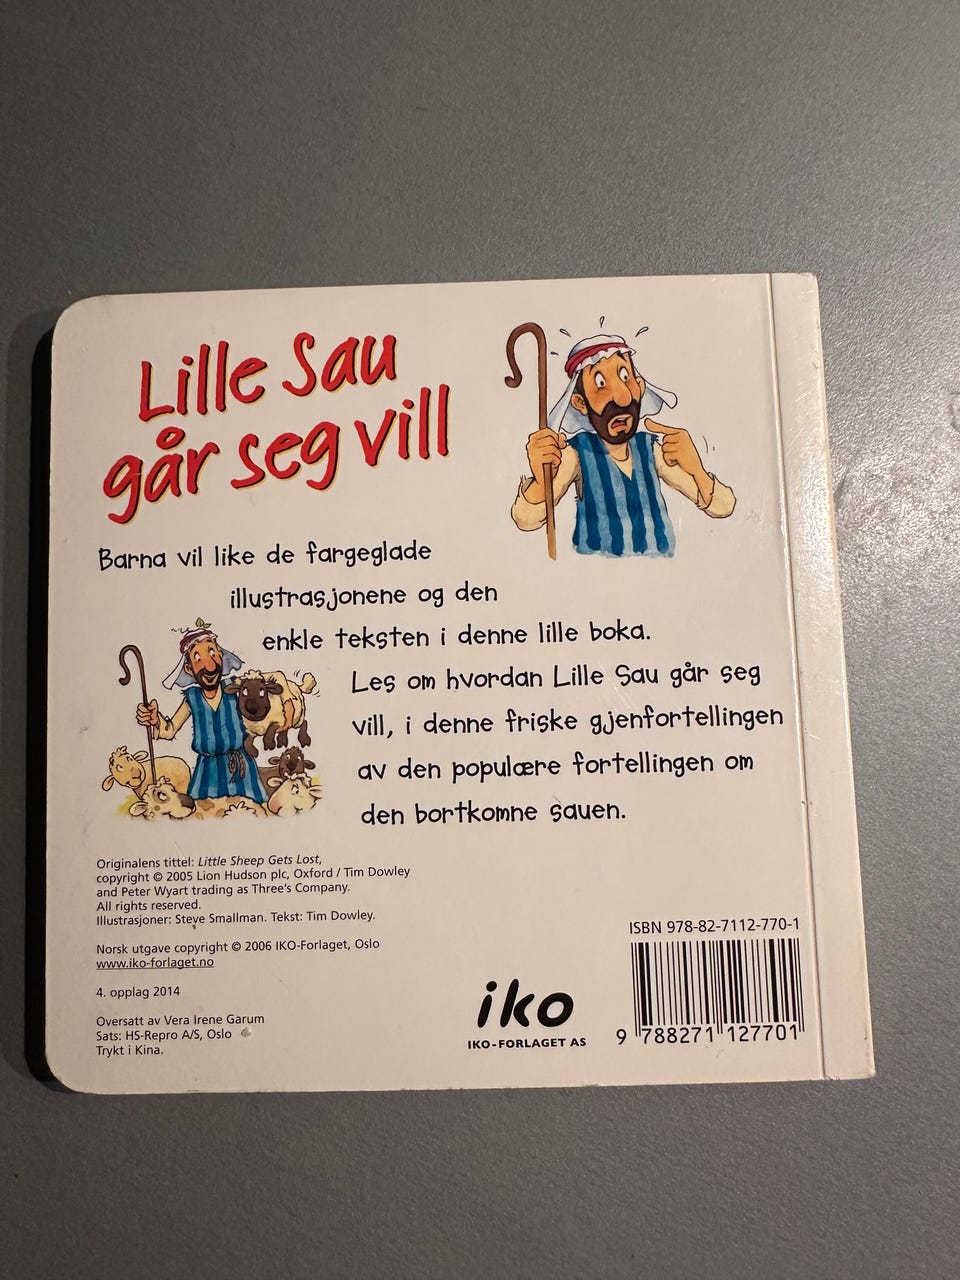 Lille Sau
går seg vill
Barna vil like de fargeglade
illustrasjonene og den
enkle teksten i denne lille boka.
Les om hvordan Lille Sau går seg
vill, i denne friske gjenfortellingen
av den populære fortellingen om
den bortkomne sauen.
Originalens tittel: Little Sheep Gets Lost,
copyright © 2005 Lion Hudson plc, Oxford / Tim Dowley
and Peter Wyart trading as Three's Company.
All rights reserved.
Illustrasjoner: Steve Smallman. Tekst: Tim Dowley.
Norsk utgave copyright © 2006 IKO-Forlaget, Oslo
www.iko-forlaget.no
4. opplag 2014
Oversatt av Vera Irene Garum
Sats: HS-Repro A/S, Oslo
Trykt i Kina.
iko
IKO-FORLAGET AS
ISBN 978-82-7112-770-1
9 788271 127701